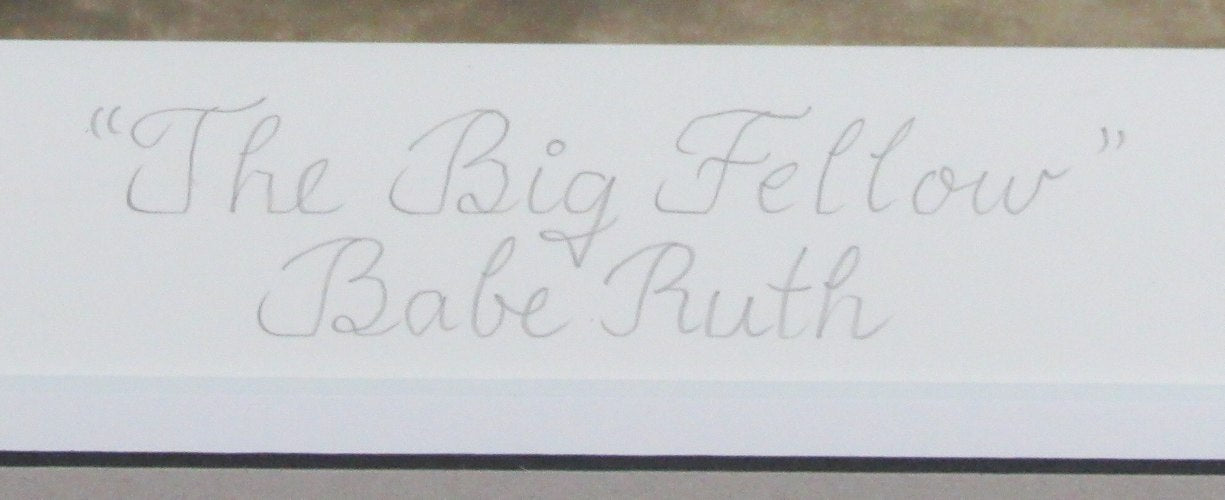 “The Big Fellow”
Babe Ruth